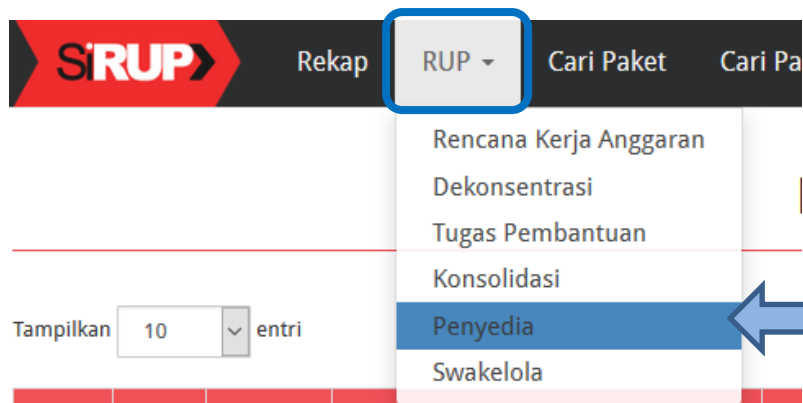 SiRUP Rekap RUP Cari Paket Cari Pa
Rencana Kerja Anggaran
Dekonsentrasi
Tugas Pembantuan
Konsolidasi
Tampilkan 10 entri
Penyedia
Swakelola